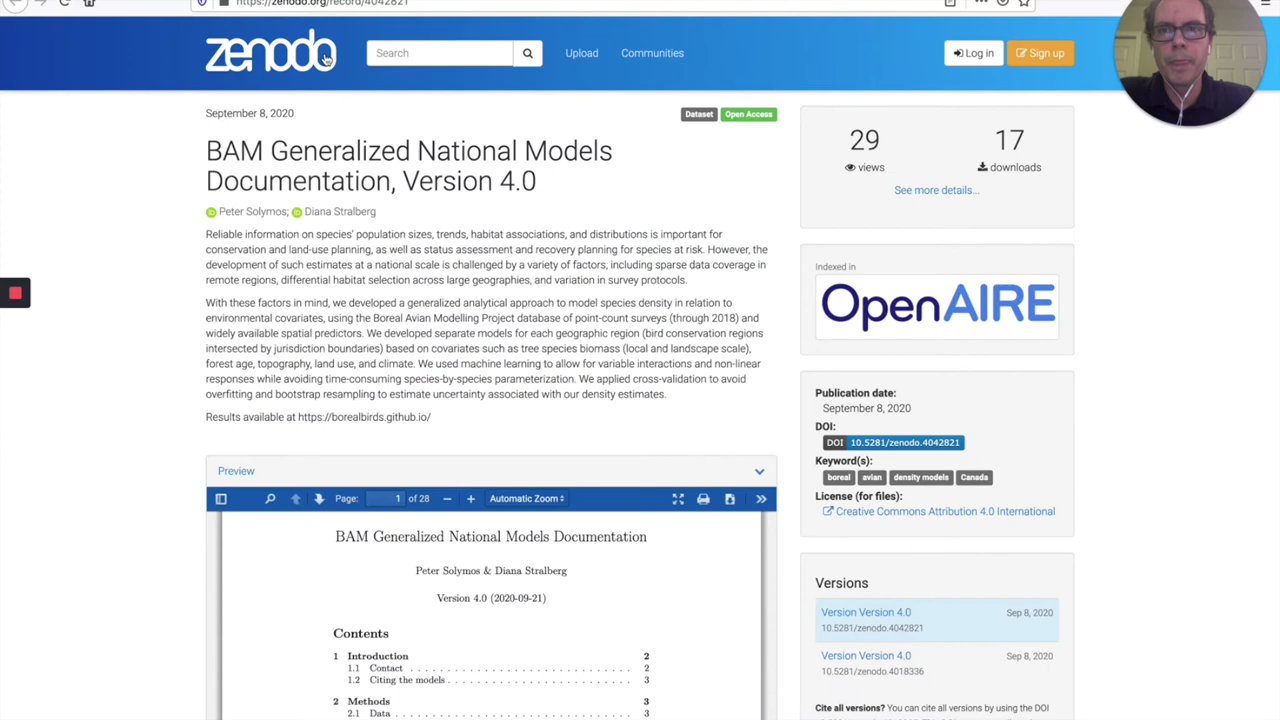 https://zenodo.org/record/4042821
zenodo
Search
Upload
Communities
Log in
Sign up
September 8, 2020
Dataset
Open Access
BAM Generalized National Models
Documentation, Version 4.0
Peter Solymos; Diana Stralberg
Reliable information on species' population sizes, trends, habitat associations, and distributions is important for
conservation and land-use planning, as well as status assessment and recovery planning for species at risk. However, the
development of such estimates at a national scale is challenged by a variety of factors, including sparse data coverage in
remote regions, differential habitat selection across large geographies, and variation in survey protocols.
With these factors in mind, we developed a generalized analytical approach to model species density in relation to
environmental covariates, using the Boreal Avian Modelling Project database of point-count surveys (through 2018) and
widely available spatial predictors. We developed separate models for each geographic region (bird conservation regions
intersected by jurisdiction boundaries) based on covariates such as tree species biomass (local and landscape scale),
forest age, topography, land use, and climate. We used machine learning to allow for variable interactions and non-linear
responses while avoiding time-consuming species-by-species parameterization. We applied cross-validation to avoid
overfitting and bootstrap resampling to estimate uncertainty associated with our density estimates.
Results available at https://borealbirds.github.io/
Preview
Page: 1 of 28
Automatic Zoom
BAM Generalized National Models Documentation
Peter Solymos & Diana Stralberg
Version 4.0 (2020-09-21)
Contents
1 Introduction 2
1.1 Contact . . . . . . . . . . . . . . . . . . . . . . . . . . . . . . 2
1.2 Citing the models . . . . . . . . . . . . . . . . . . . . . . . . . 3
2 Methods 3
2.1 Data . . . . . . . . . . . . . . . . . . . . . . . . . . . . . . . . 3
29
views
17
downloads
See more details...
Indexed in
OpenAIRE
Publication date:
September 8, 2020
DOI:
DOI 10.5281/zenodo.4042821
Keyword(s):
boreal avian density models Canada
License (for files):
Creative Commons Attribution 4.0 International
Versions
Version Version 4.0 Sep 8, 2020
10.5281/zenodo.4042821
Version Version 4.0 Sep 8, 2020
10.5281/zenodo.4018336
Cite all versions? You can cite all versions by using the DOI